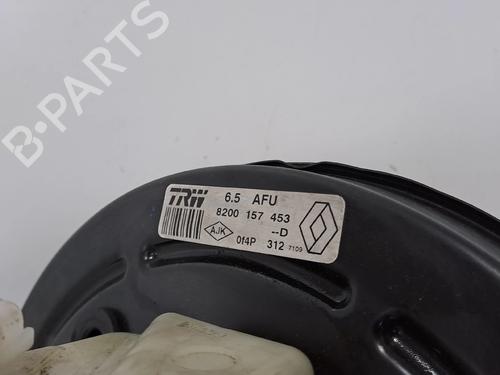 B-PARTS
TRW 6.5 AFU
8200 157 453
--D
AJK 0f4P 312 7109